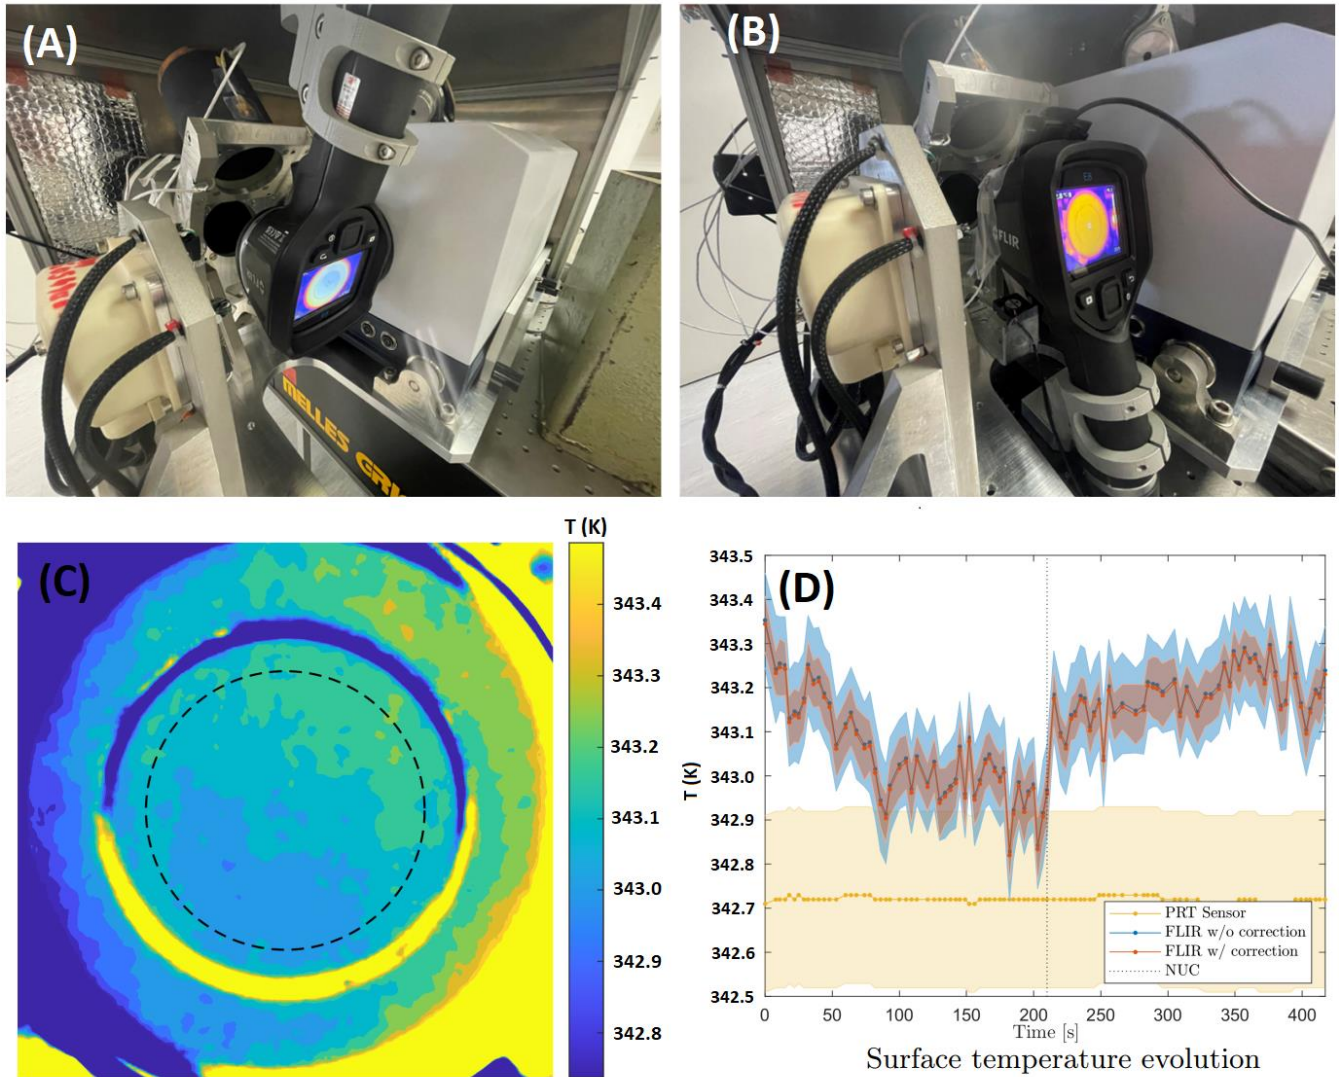 (A)
MELLES GRI
(B)
E8
FLIR
T (K)
(C)
343.4
343.3
343.2
343.1
343.0
342.9
342.8
(D)
T (K)
343.5
343.4
343.3
343.2
343.1
343.0
342.9
342.8
342.7
342.6
342.5
PRT Sensor
FLIR w/o correction
FLIR w/ correction
NUC
0 50 100 150 200 250 300 350 400
Time [s]
Surface temperature evolution